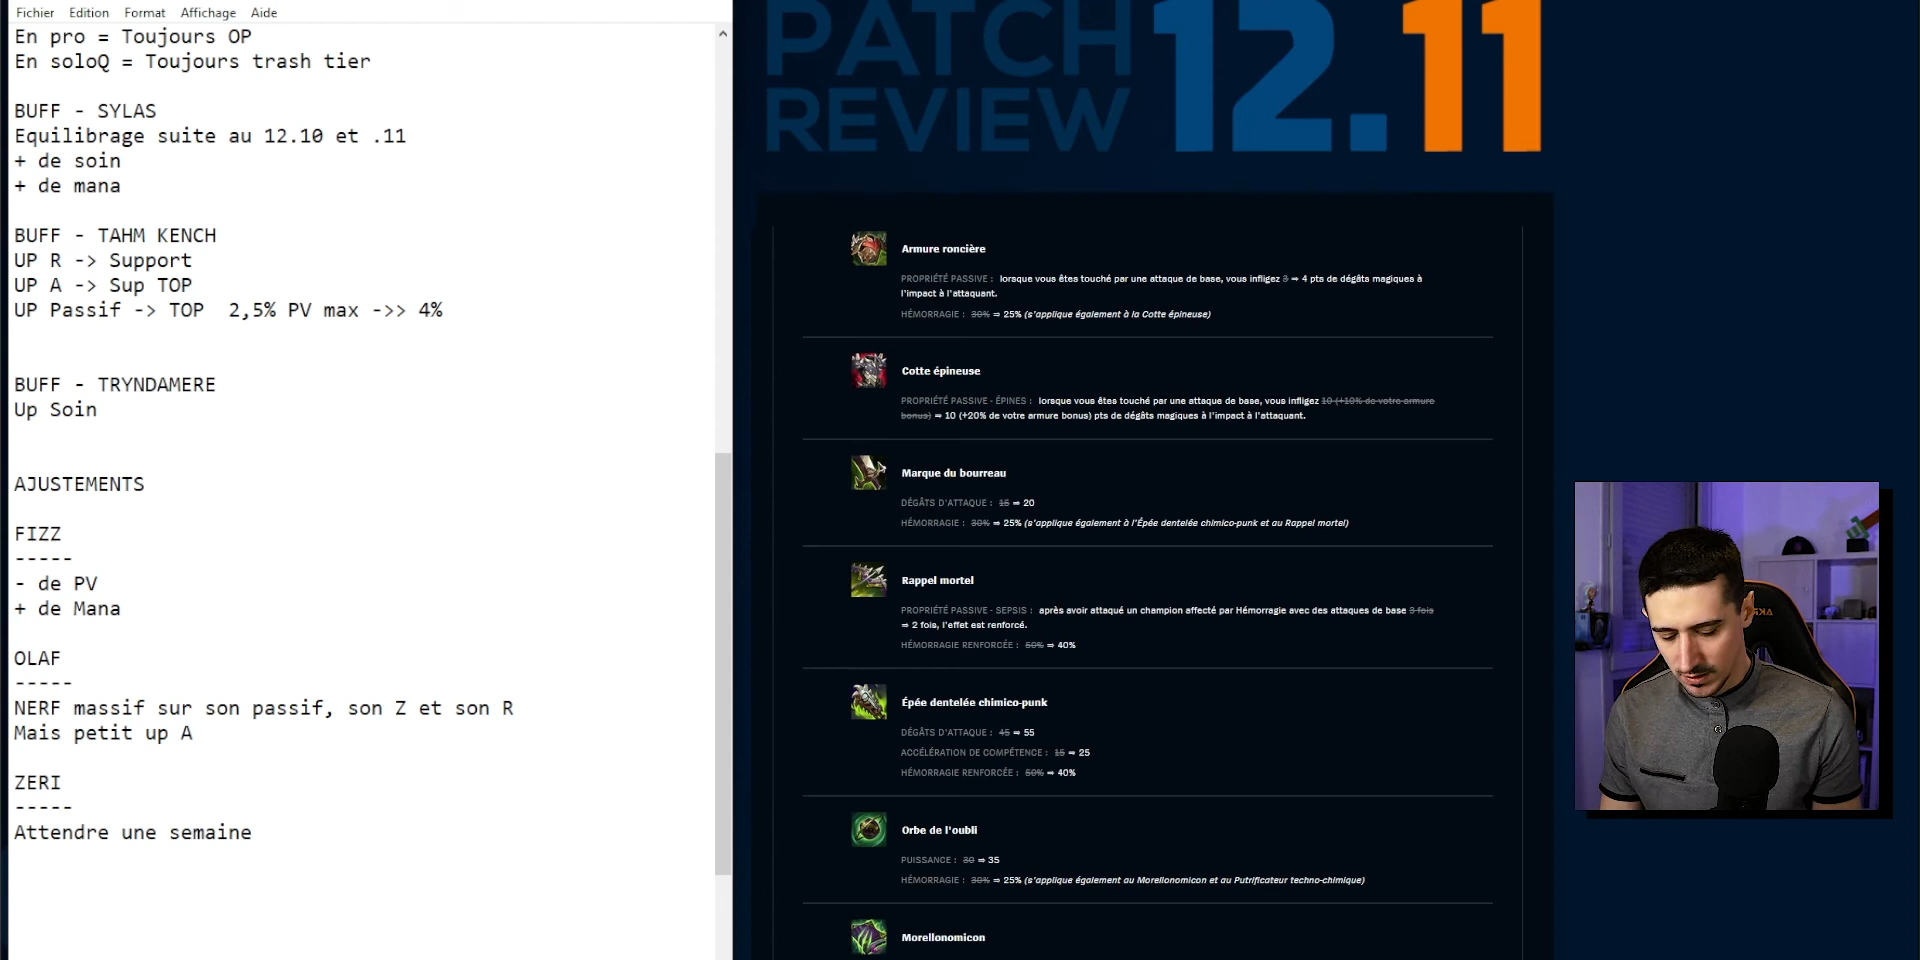 Fichier Edition Format Affichage Aide
En pro = Toujours OP
En soloQ = Toujours trash tier
BUFF - SYLAS
Equilibrage suite au 12.10 et .11
+ de soin
+ de mana
BUFF - TAHM KENCH
UP R -> Support
UP A -> Sup TOP
UP Passif -> TOP 2,5% PV max ->> 4%
BUFF - TRYNDAMERE
Up Soin
AJUSTEMENTS
FIZZ
-----
- de PV
+ de Mana
OLAF
-----
NERF massif sur son passif, son Z et son R
Mais petit up A
ZERI
-----
Attendre une semaine
PATCH
REVIEW
12.11
Armure roncière
PROPRIÉTÉ PASSIVE : lorsque vous êtes touché par une attaque de base, vous infligez 3 ⇒ 4 pts de dégâts magiques à
l'impact à l'attaquant.
HÉMORRAGIE : 30% ⇒ 25% (s'applique également à la Cotte épineuse)
Cotte épineuse
PROPRIÉTÉ PASSIVE - ÉPINES : lorsque vous êtes touché par une attaque de base, vous infligez 10 (+10% de votre armure
bonus) ⇒ 10 (+20% de votre armure bonus) pts de dégâts magiques à l'impact à l'attaquant.
Marque du bourreau
DÉGÂTS D'ATTAQUE : 15 ⇒ 20
HÉMORRAGIE : 30% ⇒ 25% (s'applique également à l'Épée dentelée chimico-punk et au Rappel mortel)
Rappel mortel
PROPRIÉTÉ PASSIVE - SEPSIS : après avoir attaqué un champion affecté par Hémorragie avec des attaques de base 3 fois
⇒ 2 fois, l'effet est renforcé.
HÉMORRAGIE RENFORCÉE : 50% ⇒ 40%
Épée dentelée chimico-punk
DÉGÂTS D'ATTAQUE : 45 ⇒ 55
ACCÉLÉRATION DE COMPÉTENCE : 15 ⇒ 25
HÉMORRAGIE RENFORCÉE : 50% ⇒ 40%
Orbe de l'oubli
PUISSANCE : 30 ⇒ 35
HÉMORRAGIE : 30% ⇒ 25% (s'applique également au Morellonomicon et au Putrificateur techno-chimique)
Morellonomicon